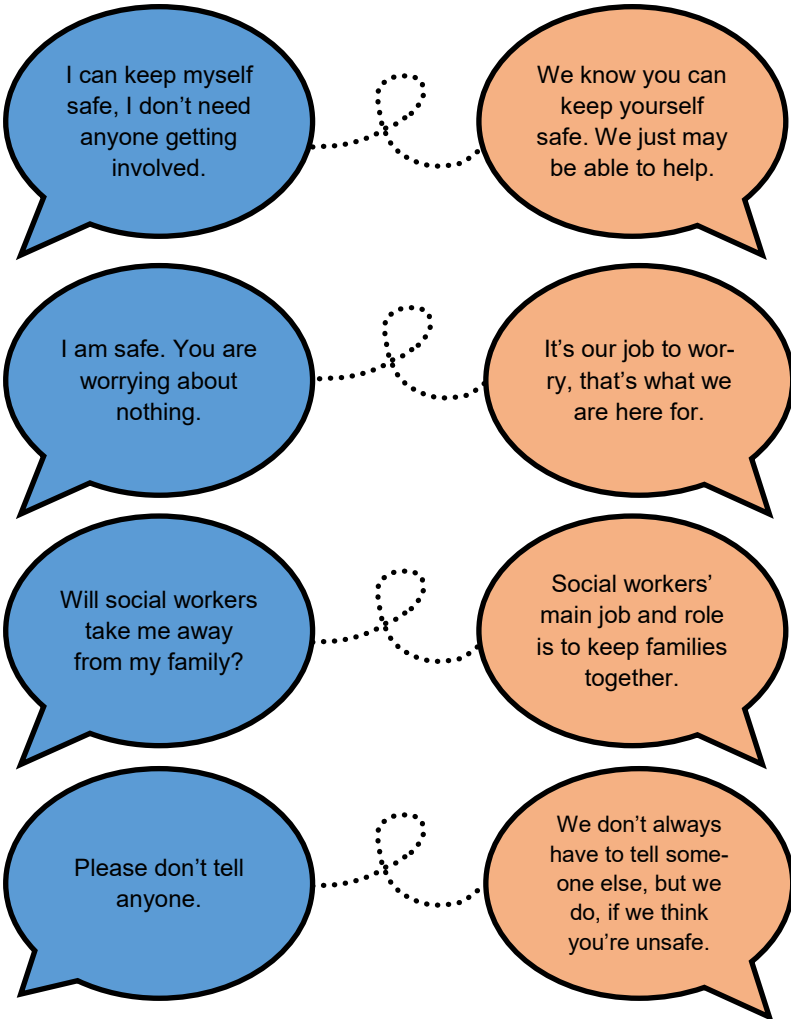 I can keep myself
safe, I don’t need
anyone getting
involved.
We know you can
keep yourself
safe. We just may
be able to help.
I am safe. You are
worrying about
nothing.
It’s our job to wor-
ry, that’s what we
are here for.
Will social workers
take me away
from my family?
Social workers’
main job and role
is to keep families
together.
Please don’t tell
anyone.
We don’t always
have to tell some-
one else, but we
do, if we think
you’re unsafe.